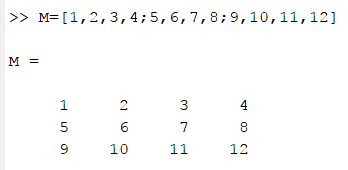 >> M=[1,2,3,4;5,6,7,8;9,10,11,12]
M =
1 2 3 4
5 6 7 8
9 10 11 12